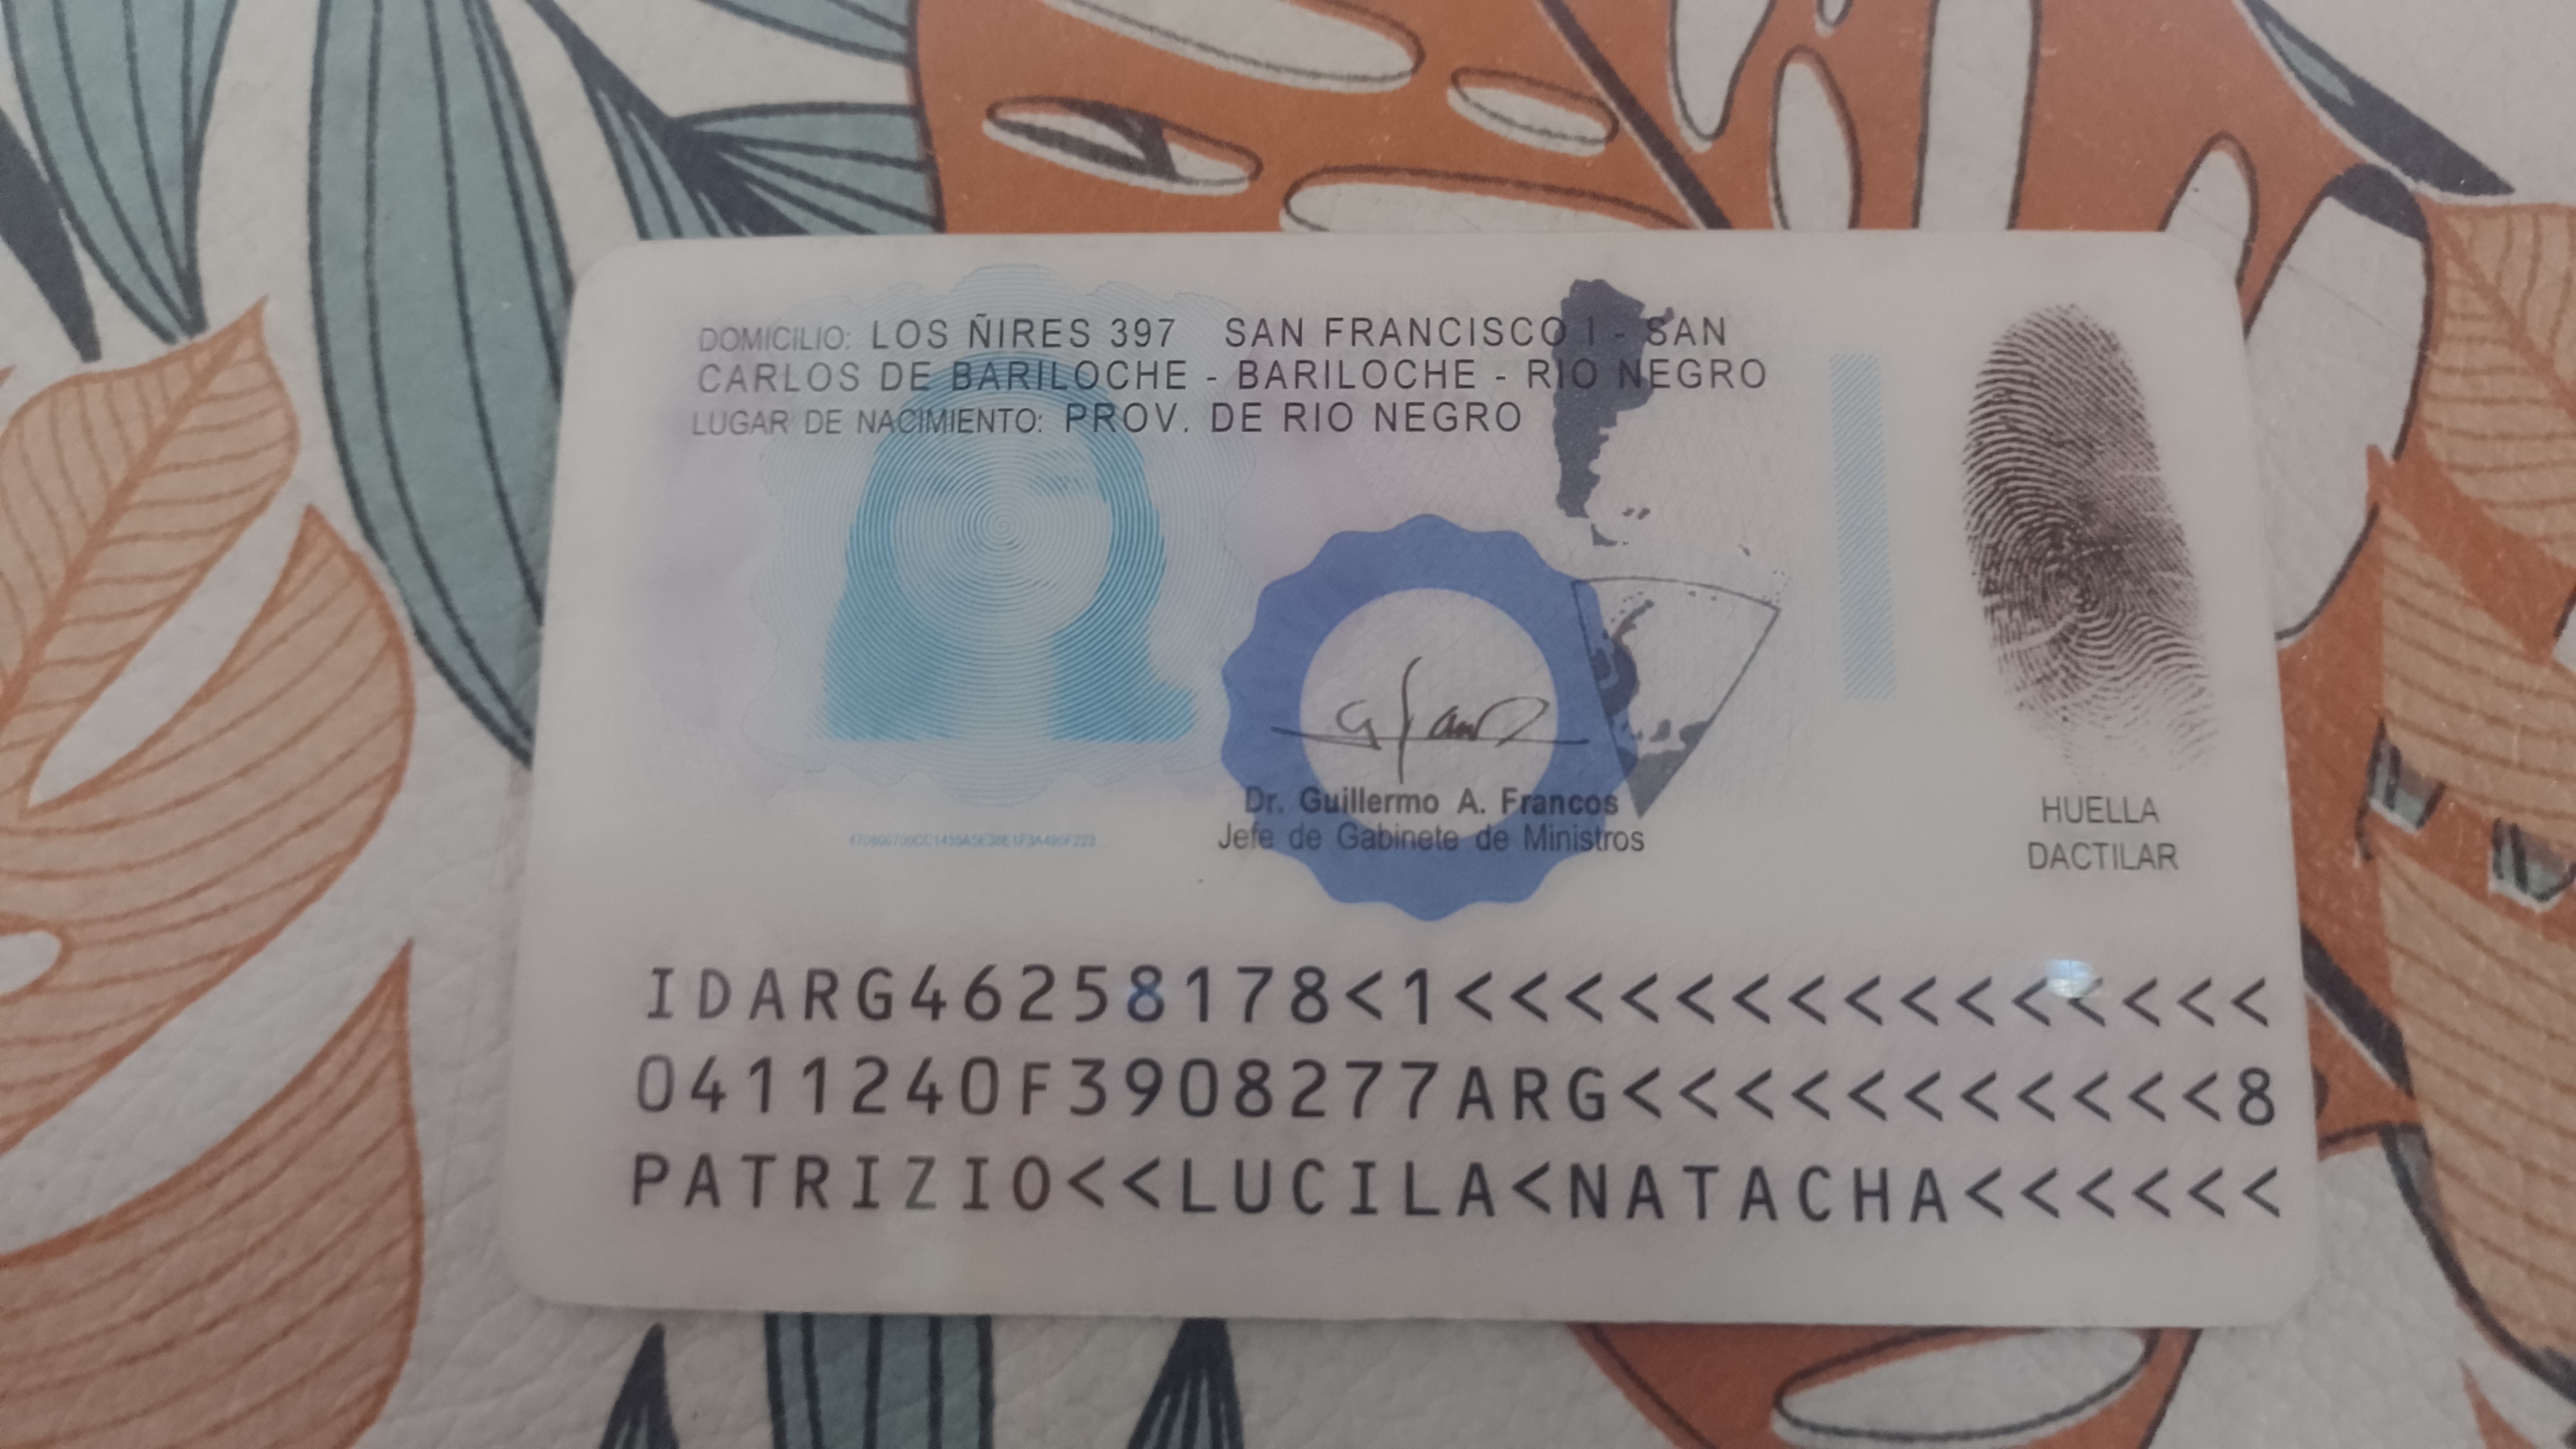 DOMICILIO: LOS ÑIRES 397 SAN FRANCISCO I - SAN
CARLOS DE BARILOCHE - BARILOCHE - RIO NEGRO
LUGAR DE NACIMIENTO: PROV. DE RIO NEGRO
Dr. Guillermo A. Francos
Jefe de Gabinete de Ministros
HUELLA
DACTILAR
IDARG46258178<1<<<<<<<<<<<<<<<
0411240F3908277ARG<<<<<<<<<<<8
PATRIZIO<<LUCILA<NATACHA<<<<<<